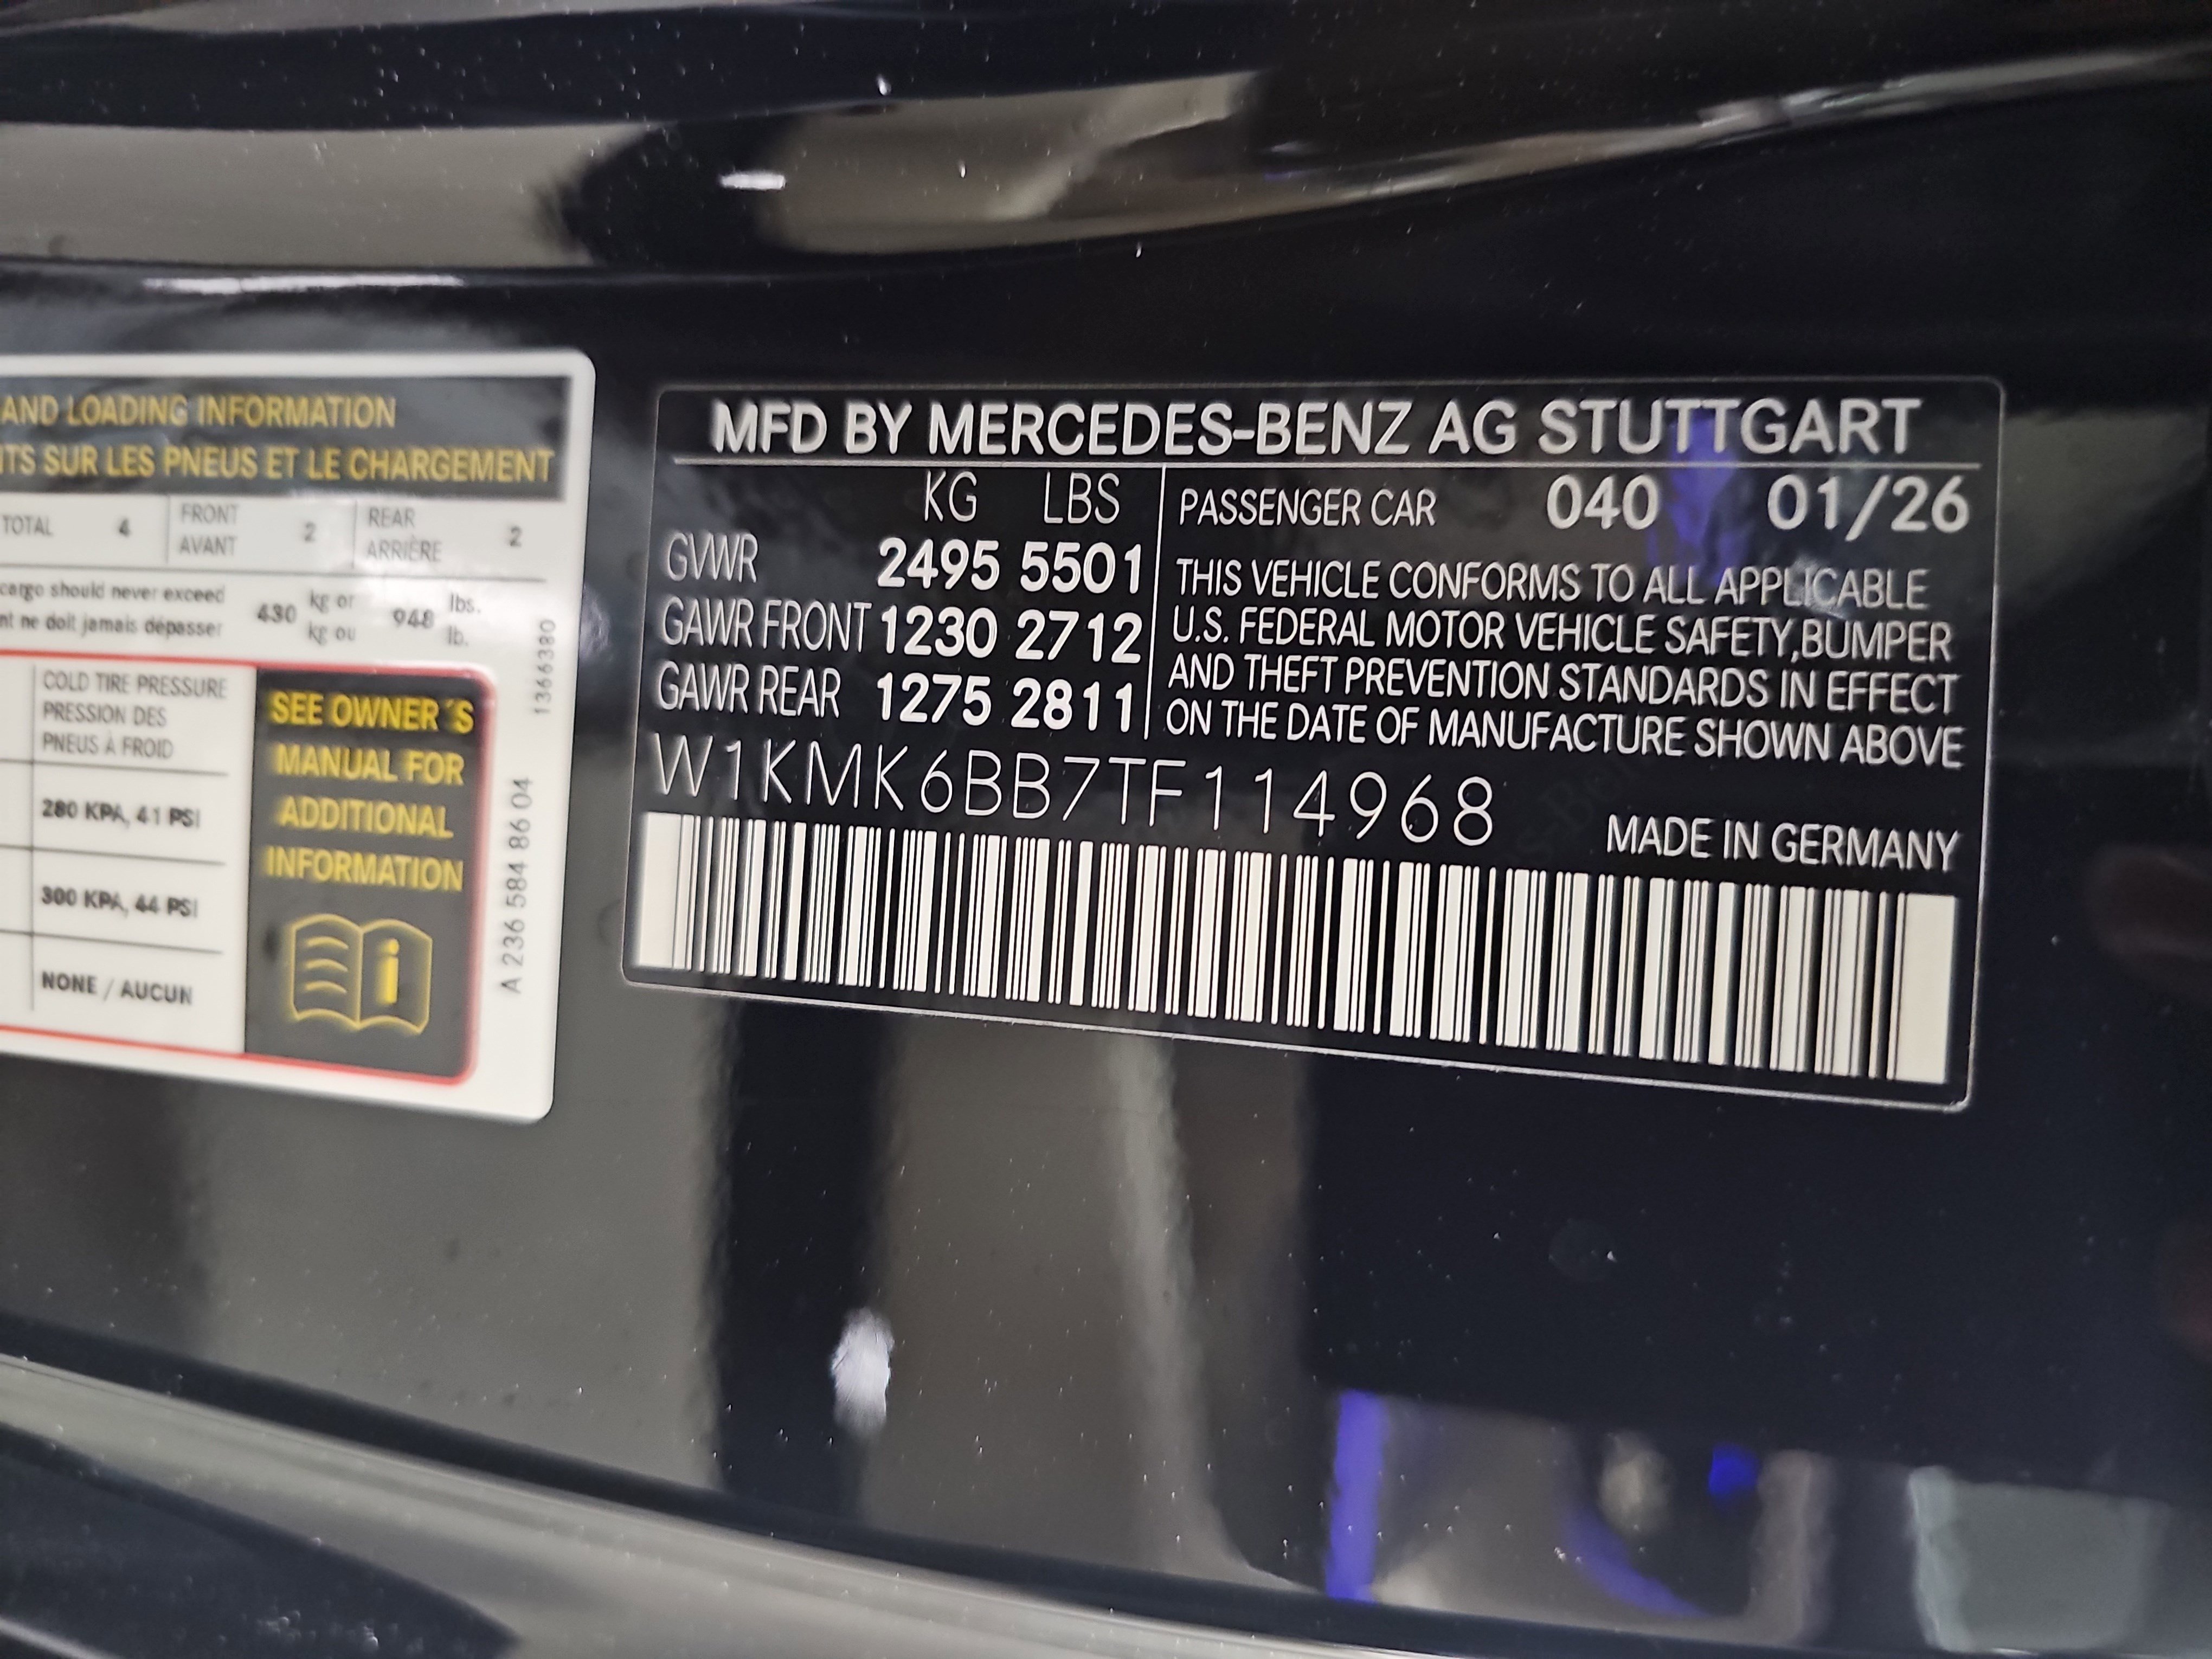 AND LOADING INFORMATION
TS SUR LES PNEUS ET LE CHARGEMENT
TOTAL 4 FRONT AVANT 2 REAR ARRIÈRE 2
cargo should never exceed
nt ne doit jamais dépasser
430 kg or kg ou 948 lbs. lb.
COLD TIRE PRESSURE
PRESSION DES
PNEUS À FROID
280 KPA, 41 PSI
300 KPA, 44 PSI
NONE / AUCUN
SEE OWNER´S
MANUAL FOR
ADDITIONAL
INFORMATION
i
1366380
A 236 584 86 04
MFD BY MERCEDES-BENZ AG STUTTGART
KG LBS
GVWR 2495 5501
GAWR FRONT 1230 2712
GAWR REAR 1275 2811
PASSENGER CAR 040 01/26
THIS VEHICLE CONFORMS TO ALL APPLICABLE
U.S. FEDERAL MOTOR VEHICLE SAFETY,BUMPER
AND THEFT PREVENTION STANDARDS IN EFFECT
ON THE DATE OF MANUFACTURE SHOWN ABOVE
W1KMK6BB7TF114968
MADE IN GERMANY